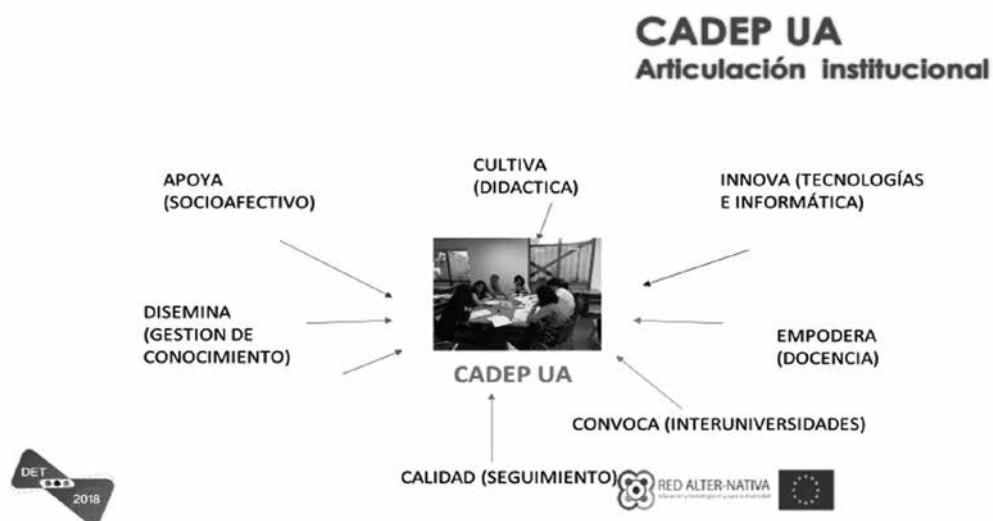 CADEP UA
Articulación institucional
CULTIVA
(DIDACTICA)
APOYA
(SOCIOAFECTIVO)
INNOVA (TECNOLOGÍAS
E INFORMÁTICA)
DISEMINA
(GESTION DE
CONOCIMIENTO)
EMPODERA
(DOCENCIA)
CADEP UA
CONVOCA (INTERUNIVERSIDADES)
CALIDAD (SEGUIMIENTO)
RED ALTER-NATIVA
DET
2018